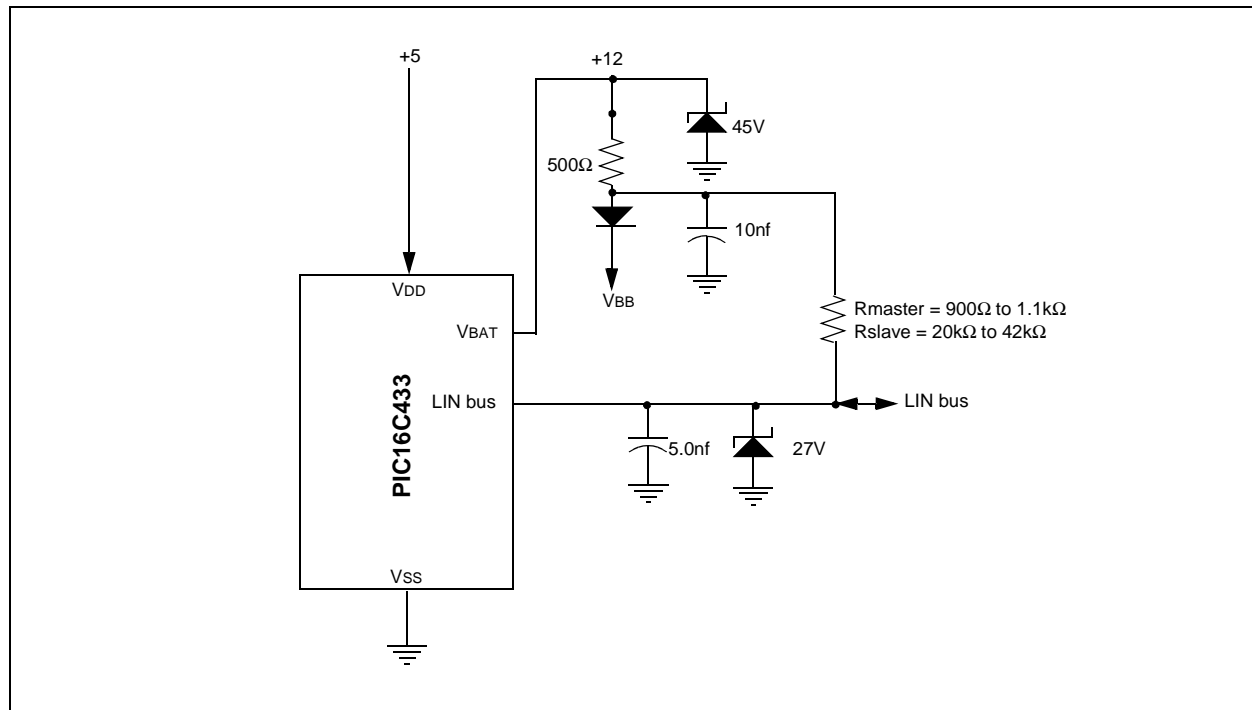 +5
+12
45V
500Ω
10nf
VDD
VBB
VBAT
Rmaster = 900Ω to 1.1kΩ
Rslave = 20kΩ to 42kΩ
PIC16C433
LIN bus
LIN bus
5.0nf
27V
VSS